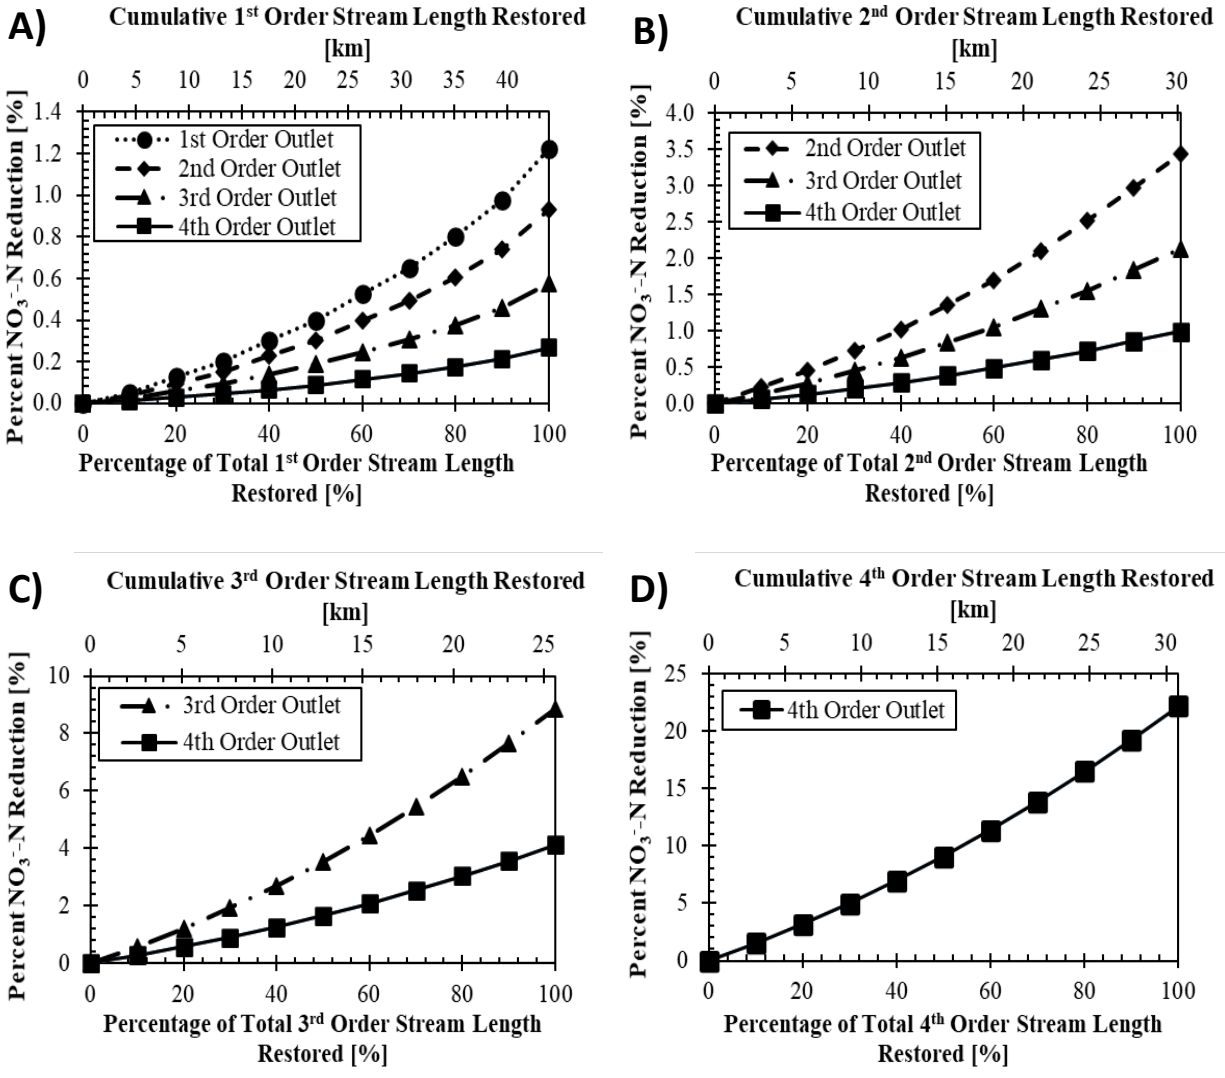 A)
Cumulative 1st Order Stream Length Restored
[km]
0 5 10 15 20 25 30 35 40
Percent NO3⁻–N Reduction [%]
1.4
1.2
1.0
0.8
0.6
0.4
0.2
0.0
1st Order Outlet
2nd Order Outlet
3rd Order Outlet
4th Order Outlet
0 20 40 60 80 100
Percentage of Total 1st Order Stream Length
Restored [%]
B)
Cumulative 2nd Order Stream Length Restored
[km]
0 5 10 15 20 25 30
Percent NO3⁻–N Reduction [%]
4.0
3.5
3.0
2.5
2.0
1.5
1.0
0.5
0.0
2nd Order Outlet
3rd Order Outlet
4th Order Outlet
0 20 40 60 80 100
Percentage of Total 2nd Order Stream Length
Restored [%]
C)
Cumulative 3rd Order Stream Length Restored
[km]
0 5 10 15 20 25
Percent NO3⁻–N Reduction [%]
10
8
6
4
2
0
3rd Order Outlet
4th Order Outlet
0 20 40 60 80 100
Percentage of Total 3rd Order Stream Length
Restored [%]
D)
Cumulative 4th Order Stream Length Restored
[km]
0 5 10 15 20 25 30
Percent NO3⁻–N Reduction [%]
25
20
15
10
5
0
4th Order Outlet
0 20 40 60 80 100
Percentage of Total 4th Order Stream Length
Restored [%]